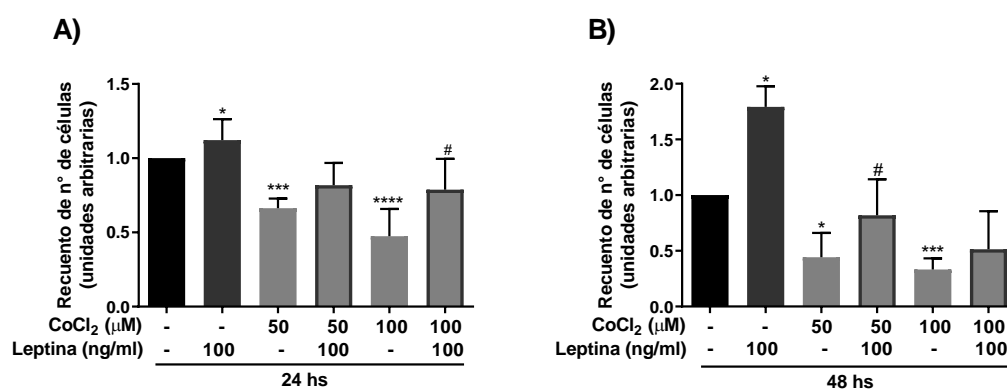 A)
Recuento de n° de células
(unidades arbitrarias)
1.5
1.0
0.5
0.0
*
***
****
#
CoCl2 (μM) - - 50 50 100 100
Leptina (ng/ml) - 100 - 100 - 100
24 hs
B)
Recuento de n° de células
(unidades arbitrarias)
2.0
1.5
1.0
0.5
0.0
*
*
#
***
CoCl2 (μM) - - 50 50 100 100
Leptina (ng/ml) - 100 - 100 - 100
48 hs